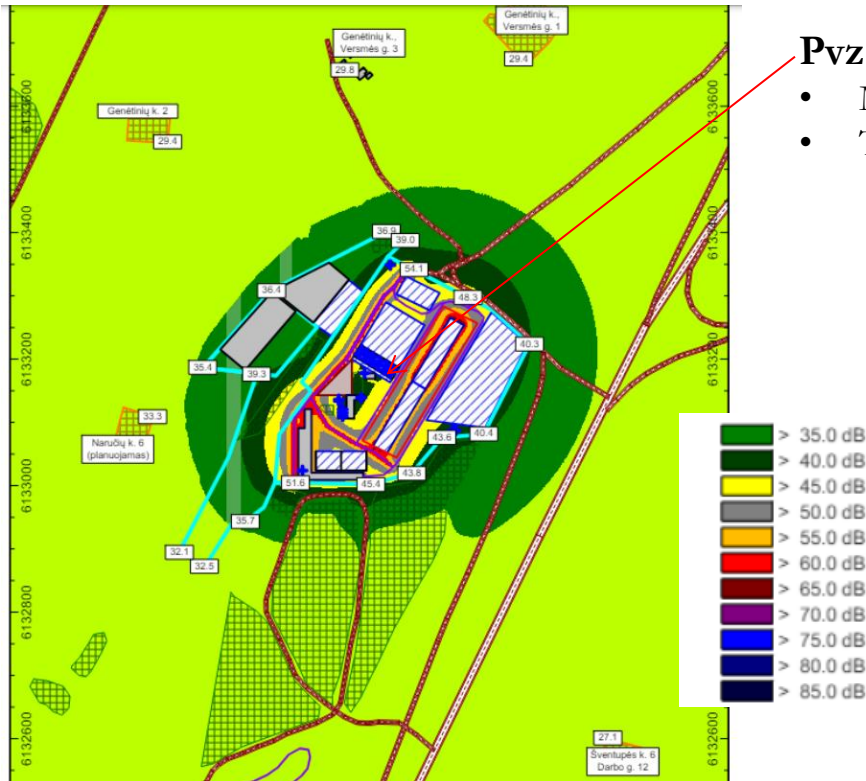 Genėtinių k.,
Versmės g. 1
29.4
Genėtinių k.,
Versmės g. 3
29.8
Pvz
•
•
Genėtinių k. 2
29.4
6133600
6133600
6133400
6133400
36.9
39.0
54.1
36.4
48.3
40.3
6133200
6133200
35.4
39.3
33.3
Naručių k. 6
(planuojamas)
43.6
40.4
43.8
51.6
45.4
6133000
35.7
32.1
32.5
> 35.0 dB
> 40.0 dB
> 45.0 dB
> 50.0 dB
> 55.0 dB
> 60.0 dB
> 65.0 dB
> 70.0 dB
> 75.0 dB
> 80.0 dB
> 85.0 dB
6132800
6132600
6132600
27.1
Šventupės k. 6
Darbo g. 12